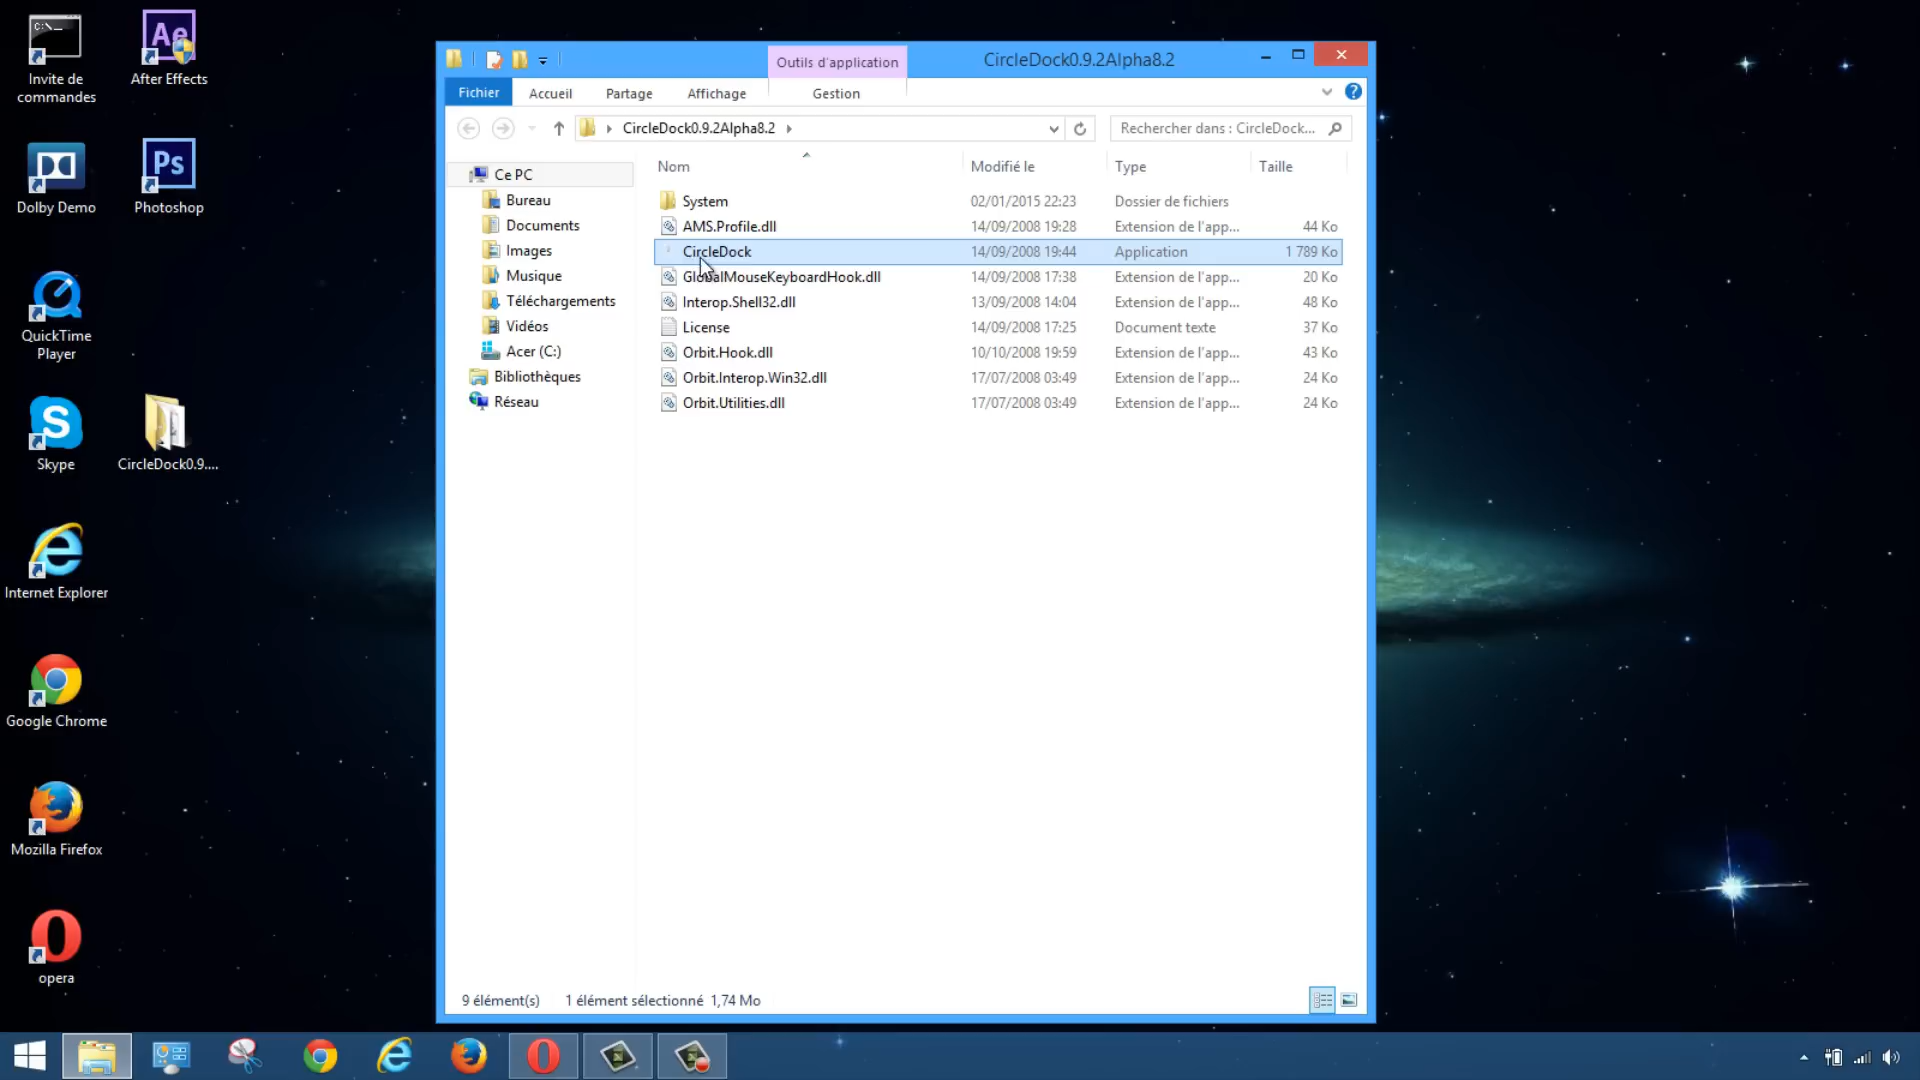 Invite de
commandes
After Effects
Dolby Demo
Photoshop
QuickTime
Player
Skype
CircleDock0.9....
Internet Explorer
Google Chrome
Mozilla Firefox
opera
Outils d'application
CircleDock0.9.2Alpha8.2
Fichier
Accueil
Partage
Affichage
Gestion
CircleDock0.9.2Alpha8.2
Rechercher dans : CircleDock...
Nom
Modifié le
Type
Taille
Ce PC
Bureau
Documents
Images
Musique
Téléchargements
Vidéos
Acer (C:)
Bibliothèques
Réseau
System 02/01/2015 22:23 Dossier de fichiers
AMS.Profile.dll 14/09/2008 19:28 Extension de l'app... 44 Ko
CircleDock 14/09/2008 19:44 Application 1 789 Ko
GlobalMouseKeyboardHook.dll 14/09/2008 17:38 Extension de l'app... 20 Ko
Interop.Shell32.dll 13/09/2008 14:04 Extension de l'app... 48 Ko
License 14/09/2008 17:25 Document texte 37 Ko
Orbit.Hook.dll 10/10/2008 19:59 Extension de l'app... 43 Ko
Orbit.Interop.Win32.dll 17/07/2008 03:49 Extension de l'app... 24 Ko
Orbit.Utilities.dll 17/07/2008 03:49 Extension de l'app... 24 Ko
9 élément(s) 1 élément sélectionné 1,74 Mo